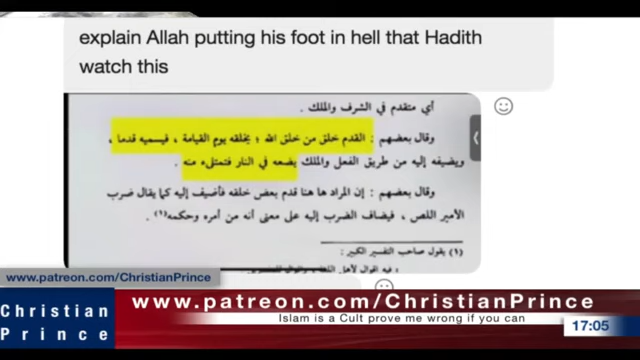 explain Allah putting his foot in hell that Hadith
watch this
أي متقدم في الشرف والملك .
وقال بعضهم : القدم خلق من خلق الله ؛ يخلقه يوم القيامة ، فيسميه قدما ،
ويضيفه إليه من طريق الفعل والملك يضعه في النار فتمتلىء منه .
وقال بعضهم : إن المراد ها هنا قدم بعض خلقه فأضيف إليه كما يقال ضرب
الأمير اللص ، فيضاف الضرب إليه على معنى أنه من أمره وحكمه (١) .
(١) يقول صاحب التفسير الكبير :
www.patreon.com/ChristianPrince
Christian
Prince
www.patreon.com/ChristianPrince
Islam is a Cult prove me wrong if you can
17:05